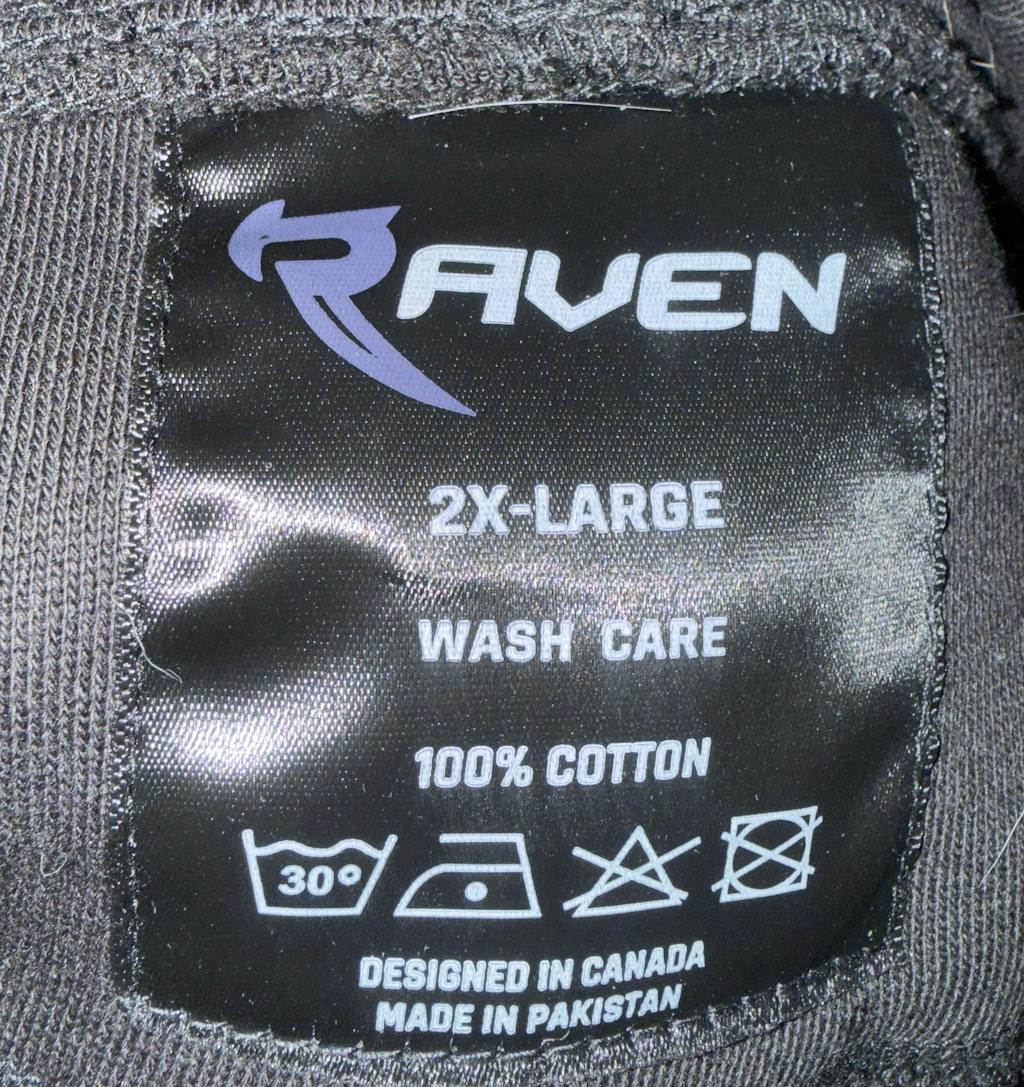 RAVEN
2X-LARGE
WASH CARE
100% COTTON
30°
DESIGNED IN CANADA
MADE IN PAKISTAN